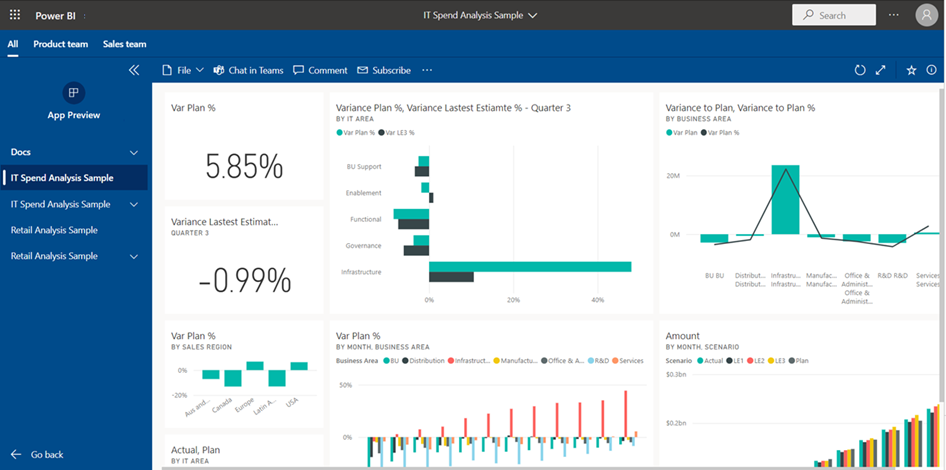 Power BI
IT Spend Analysis Sample
Search
All
Product team
Sales team
File
Chat in Teams
Comment
Subscribe
App Preview
Docs
IT Spend Analysis Sample
IT Spend Analysis Sample
Retail Analysis Sample
Retail Analysis Sample
Go back
Var Plan %
5.85%
Variance Lastest Estimat...
QUARTER 3
-0.99%
Variance Plan %, Variance Lastest Estiamte % - Quarter 3
BY IT AREA
Var Plan % Var LE3 %
BU Support
Enablement
Functional
Governance
Infrastructure
0% 20% 40%
Variance to Plan, Variance to Plan %
BY BUSINESS AREA
Var Plan Var Plan %
20M
0M
BU BU Distribut... Infrastru... Manufac... Office & R&D R&D Services
Distribut... Infrastru... Manufac... Administ... Services
Office &
Administ...
Var Plan %
BY SALES REGION
0%
-20%
Aus and... Canada Europe Latin A... USA
Var Plan %
BY MONTH, BUSINESS AREA
Business Area BU Distribution Infrastruct... Manufactu... Office & A... R&D Services
50%
0%
Amount
BY MONTH, SCENARIO
Scenario Actual LE1 LE2 LE3 Plan
$0.3bn
$0.2bn
Actual, Plan
BY IT AREA